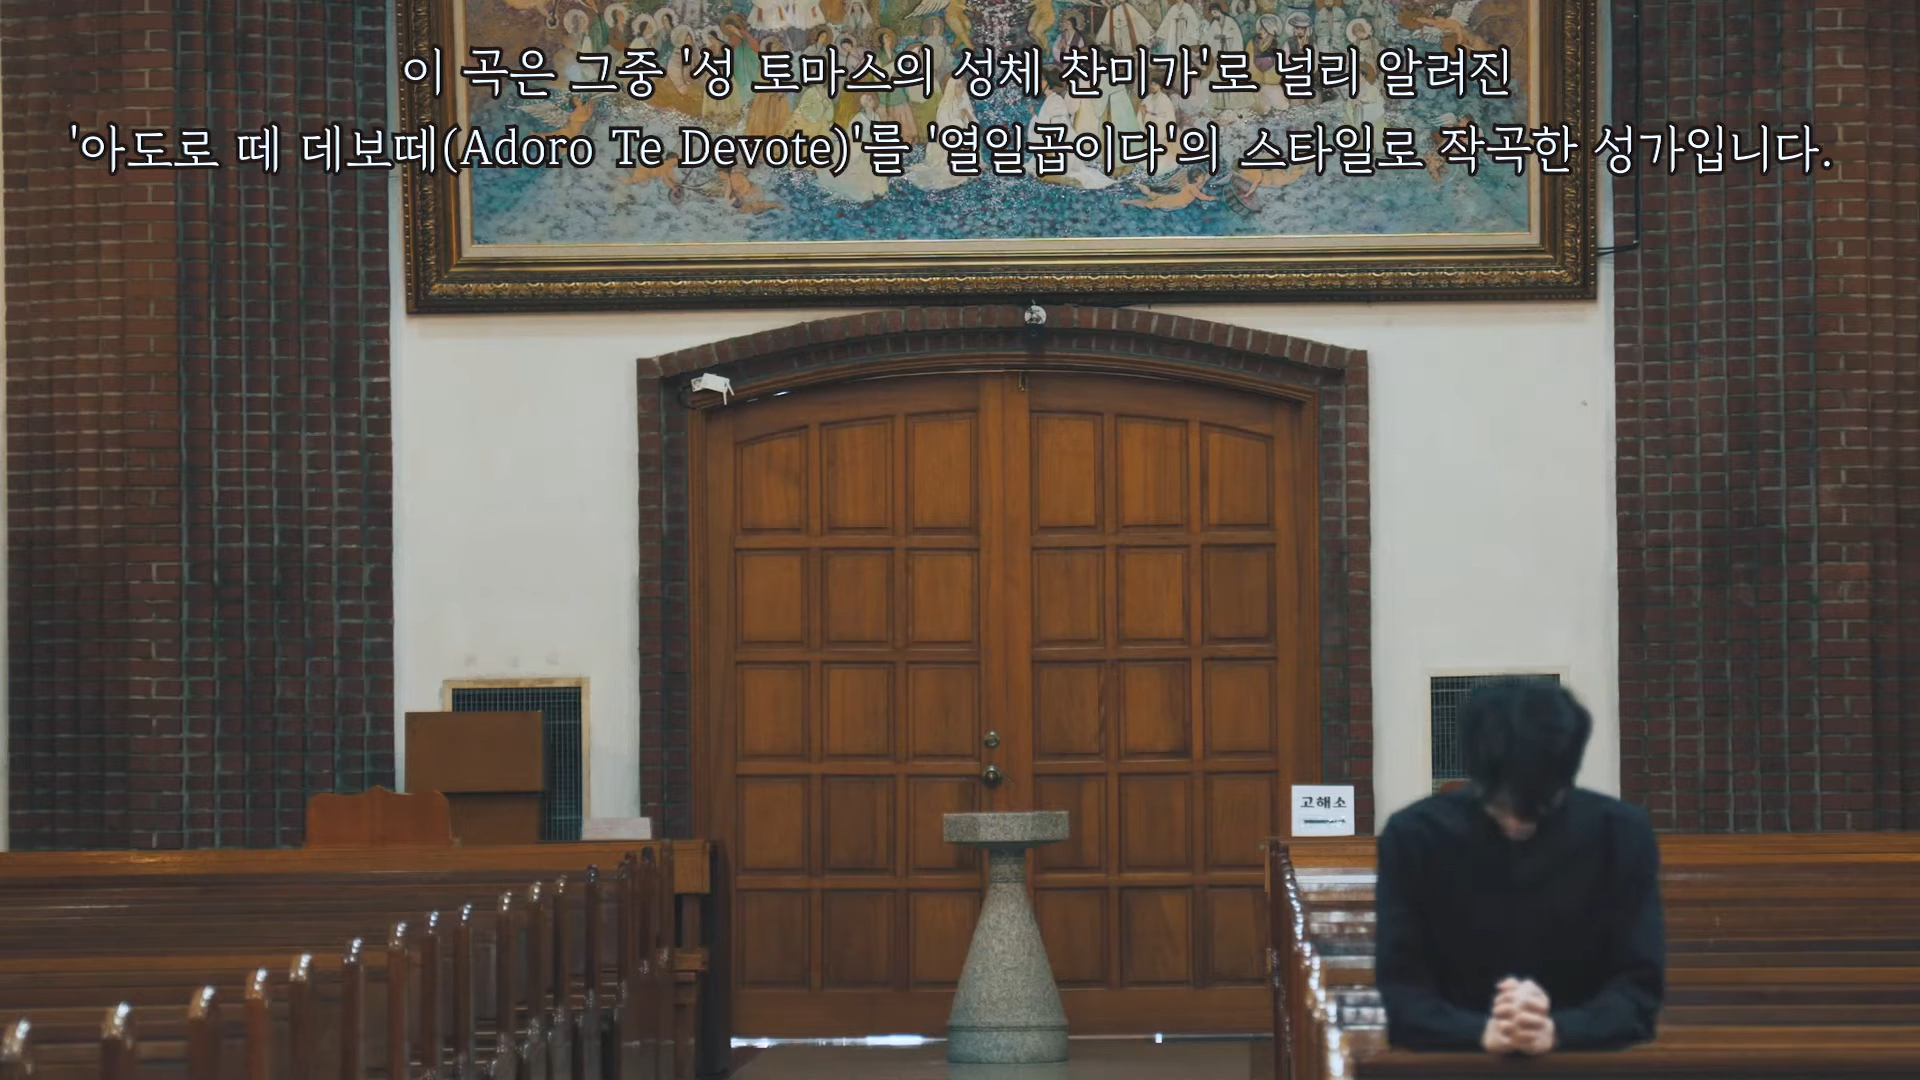 이 곡은 그중 '성 토마스의 성체 찬미가'로 널리 알려진
'아도로 떼 데보떼(Adoro Te Devote)'를 '열일곱이다'의 스타일로 작곡한 성가입니다.
고해소